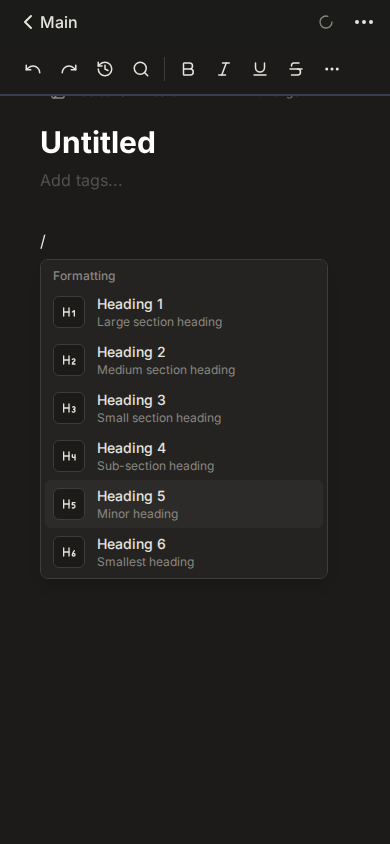 Main
Untitled
Add tags...
/
Formatting
H1
Heading 1
Large section heading
H2
Heading 2
Medium section heading
H3
Heading 3
Small section heading
H4
Heading 4
Sub-section heading
H5
Heading 5
Minor heading
H6
Heading 6
Smallest heading